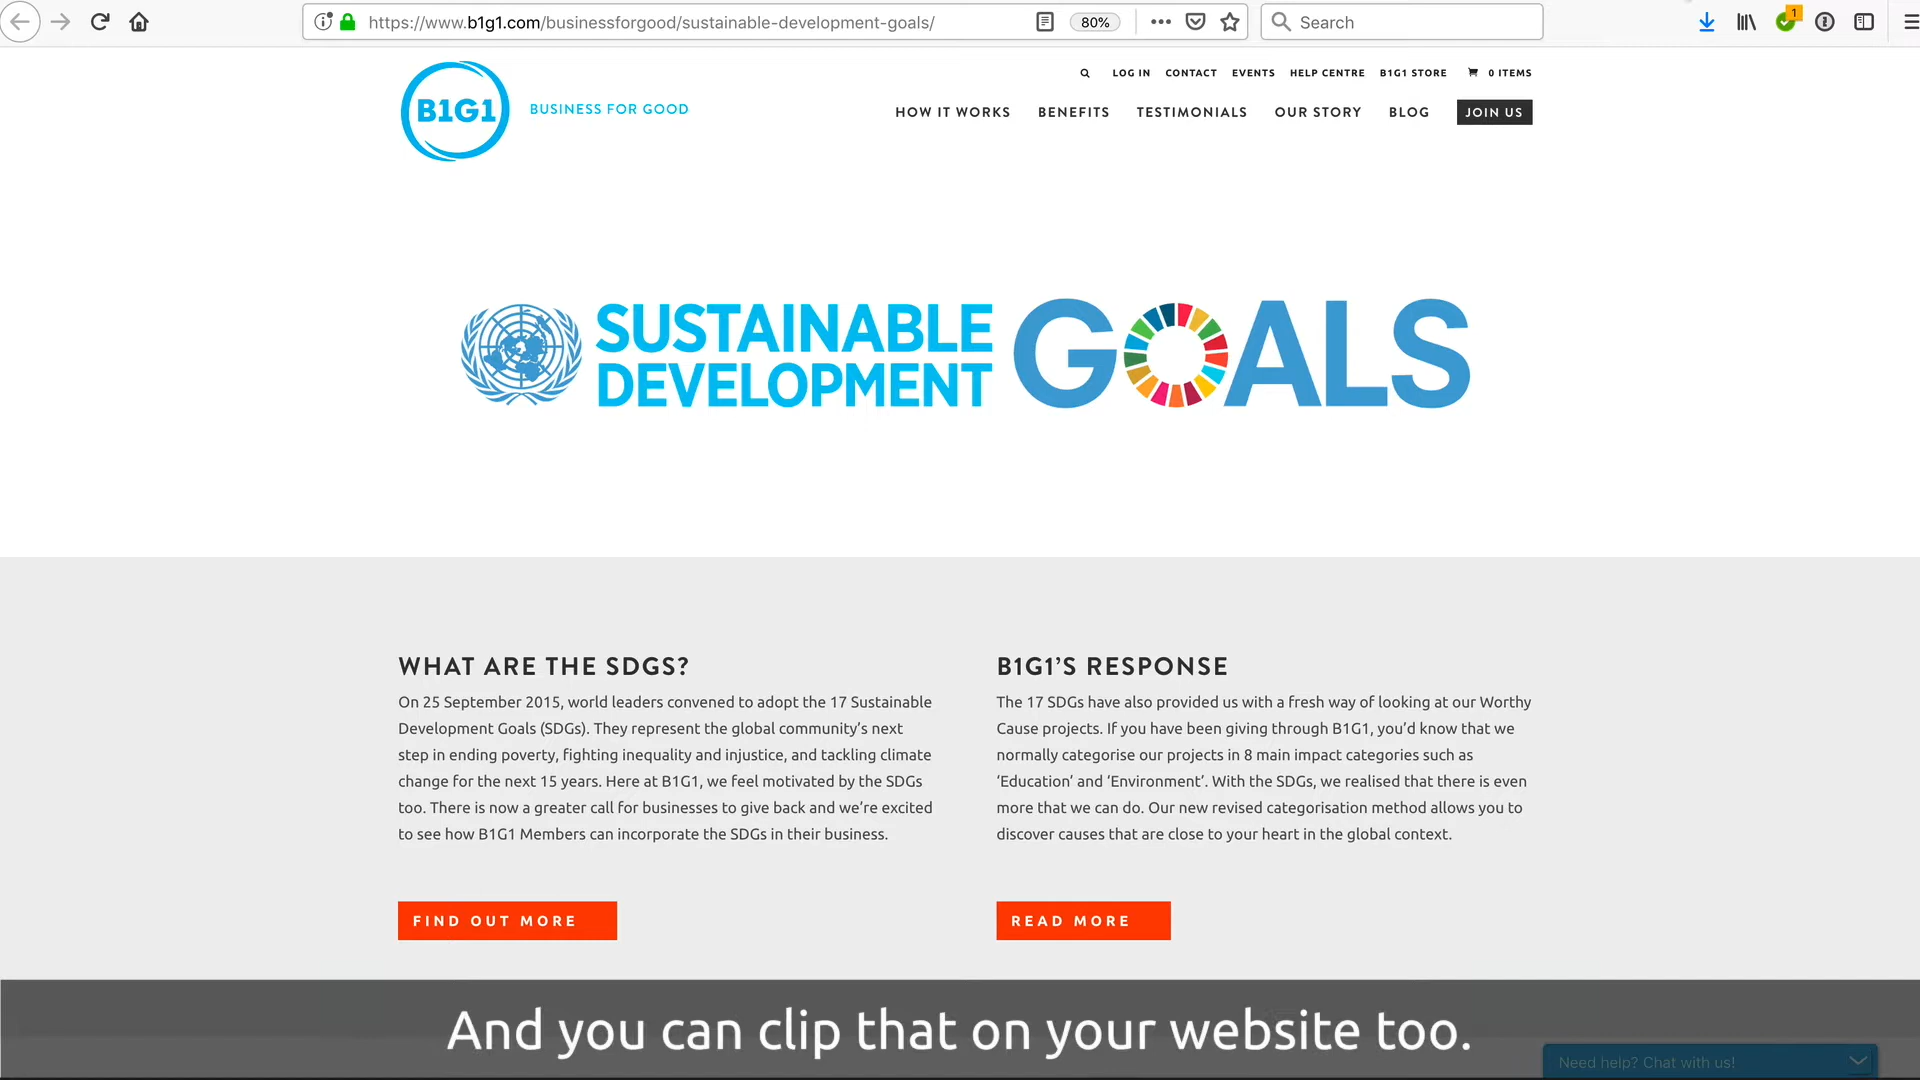 https://www.b1g1.com/businessforgood/sustainable-development-goals/
80%
Search
1
B1G1
BUSINESS FOR GOOD
LOG IN CONTACT EVENTS HELP CENTRE B1G1 STORE 0 ITEMS
HOW IT WORKS BENEFITS TESTIMONIALS OUR STORY BLOG JOIN US
SUSTAINABLE
DEVELOPMENT
GOALS
WHAT ARE THE SDGS?
On 25 September 2015, world leaders convened to adopt the 17 Sustainable
Development Goals (SDGs). They represent the global community’s next
step in ending poverty, fighting inequality and injustice, and tackling climate
change for the next 15 years. Here at B1G1, we feel motivated by the SDGs
too. There is now a greater call for businesses to give back and we’re excited
to see how B1G1 Members can incorporate the SDGs in their business.
FIND OUT MORE
B1G1’S RESPONSE
The 17 SDGs have also provided us with a fresh way of looking at our Worthy
Cause projects. If you have been giving through B1G1, you’d know that we
normally categorise our projects in 8 main impact categories such as
‘Education’ and ‘Environment’. With the SDGs, we realised that there is even
more that we can do. Our new revised categorisation method allows you to
discover causes that are close to your heart in the global context.
READ MORE
And you can clip that on your website too.
Need help? Chat with us!